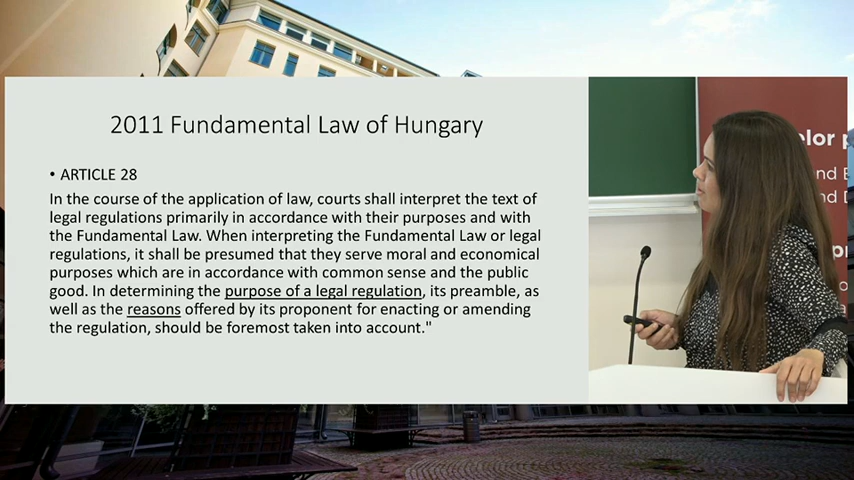 2011 Fundamental Law of Hungary
• ARTICLE 28
In the course of the application of law, courts shall interpret the text of
legal regulations primarily in accordance with their purposes and with
the Fundamental Law. When interpreting the Fundamental Law or legal
regulations, it shall be presumed that they serve moral and economical
purposes which are in accordance with common sense and the public
good. In determining the purpose of a legal regulation, its preamble, as
well as the reasons offered by its proponent for enacting or amending
the regulation, should be foremost taken into account."